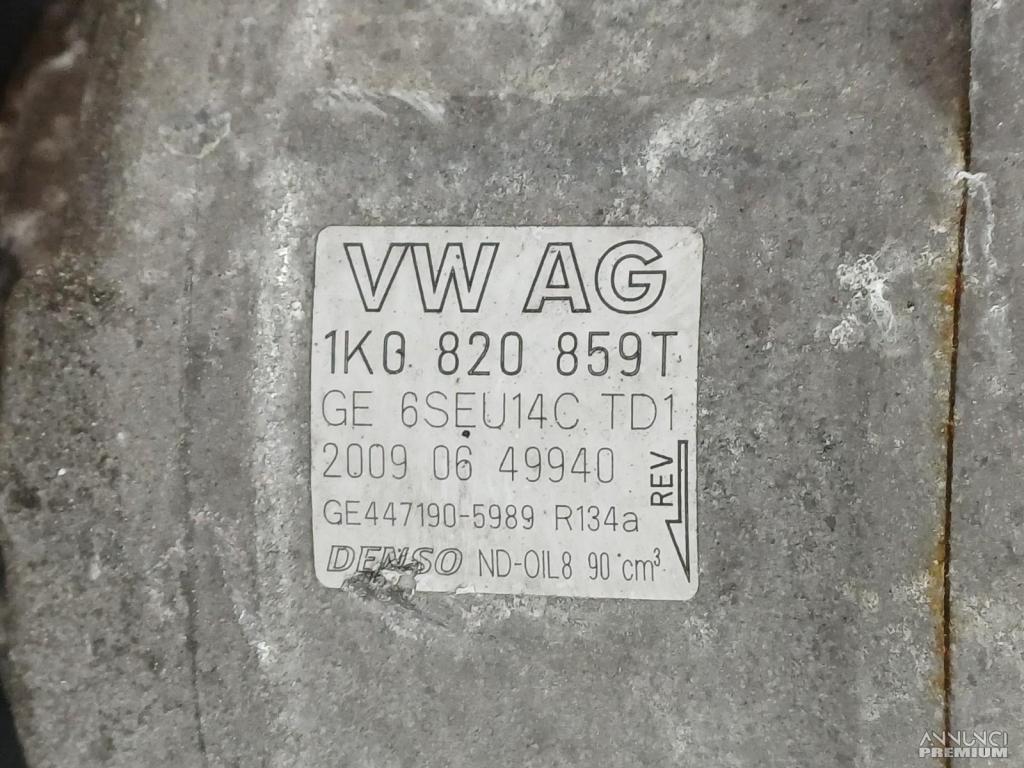 VW AG
1K0 820 859T
GE 6SEU14C TD1
2009 06 49940
GE447190-5989 R134a
REV
DENSO ND-OIL8 90 cm³
ANNUNCI
PREMIUM